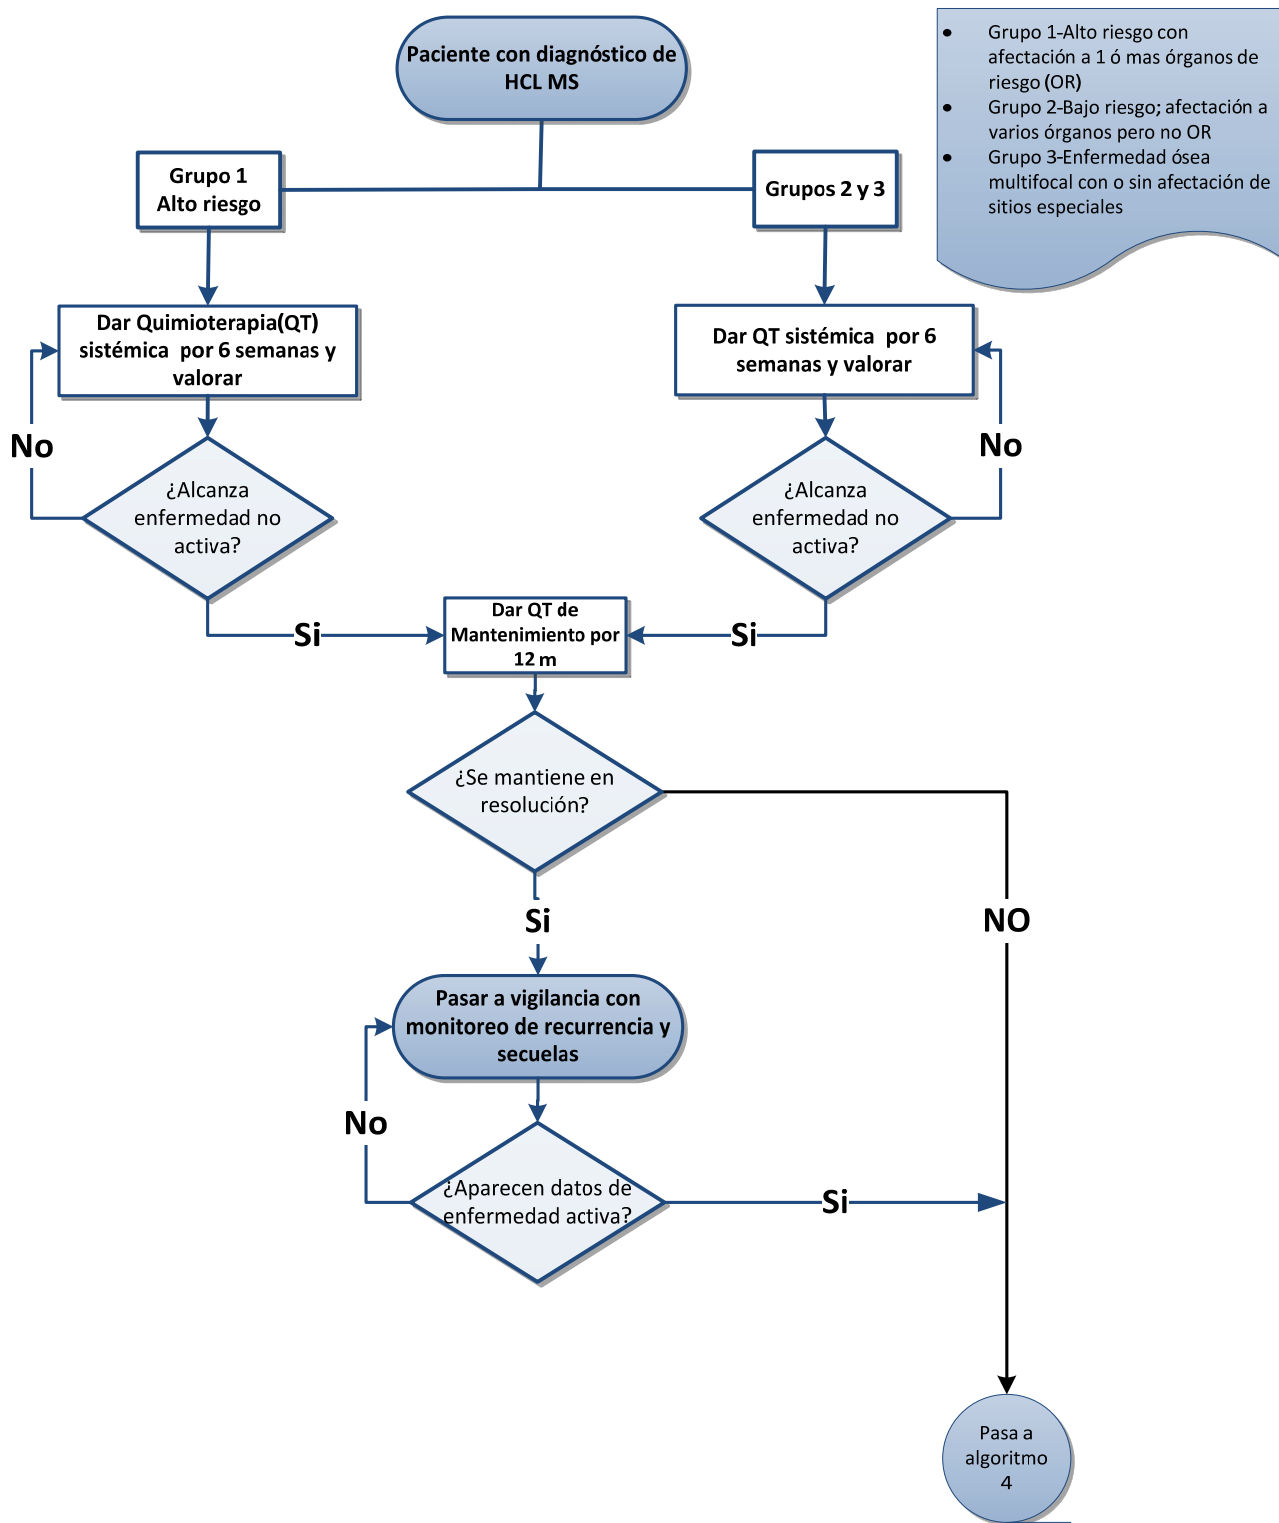 Paciente con diagnóstico de
HCL MS
• Grupo 1-Alto riesgo con
afectación a 1 ó mas órganos de
riesgo (OR)
• Grupo 2-Bajo riesgo; afectación a
varios órganos pero no OR
• Grupo 3-Enfermedad ósea
multifocal con o sin afectación de
sitios especiales
Grupo 1
Alto riesgo
Grupos 2 y 3
Dar Quimioterapia(QT)
sistémica por 6 semanas y
valorar
Dar QT sistémica por 6
semanas y valorar
No
No
¿Alcanza
enfermedad no
activa?
¿Alcanza
enfermedad no
activa?
Si
Dar QT de
Mantenimiento por
12 m
Si
¿Se mantiene en
resolución?
Si
NO
Pasar a vigilancia con
monitoreo de recurrencia y
secuelas
No
¿Aparecen datos de
enfermedad activa?
Si
Pasa a
algoritmo
4